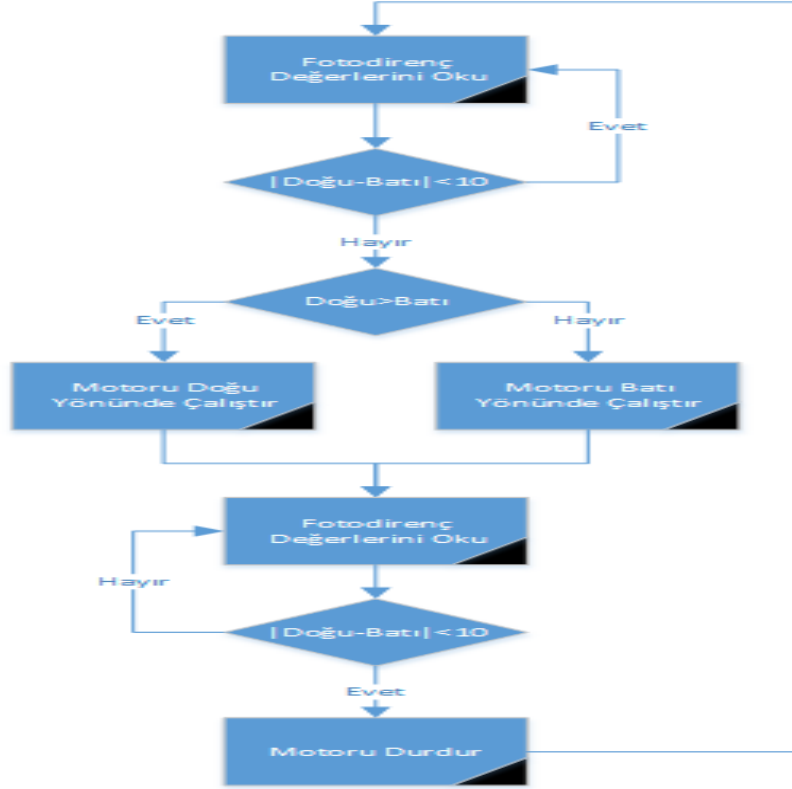 Fotodirenç
Değerlerini Oku
Evet
|Doğu-Batı|<10
Hayır
Doğu>Batı
Evet
Hayır
Motoru Doğu
Yönünde Çalıştır
Motoru Batı
Yönünde Çalıştır
Fotodirenç
Değerlerini Oku
Hayır
|Doğu-Batı|<10
Evet
Motoru Durdur